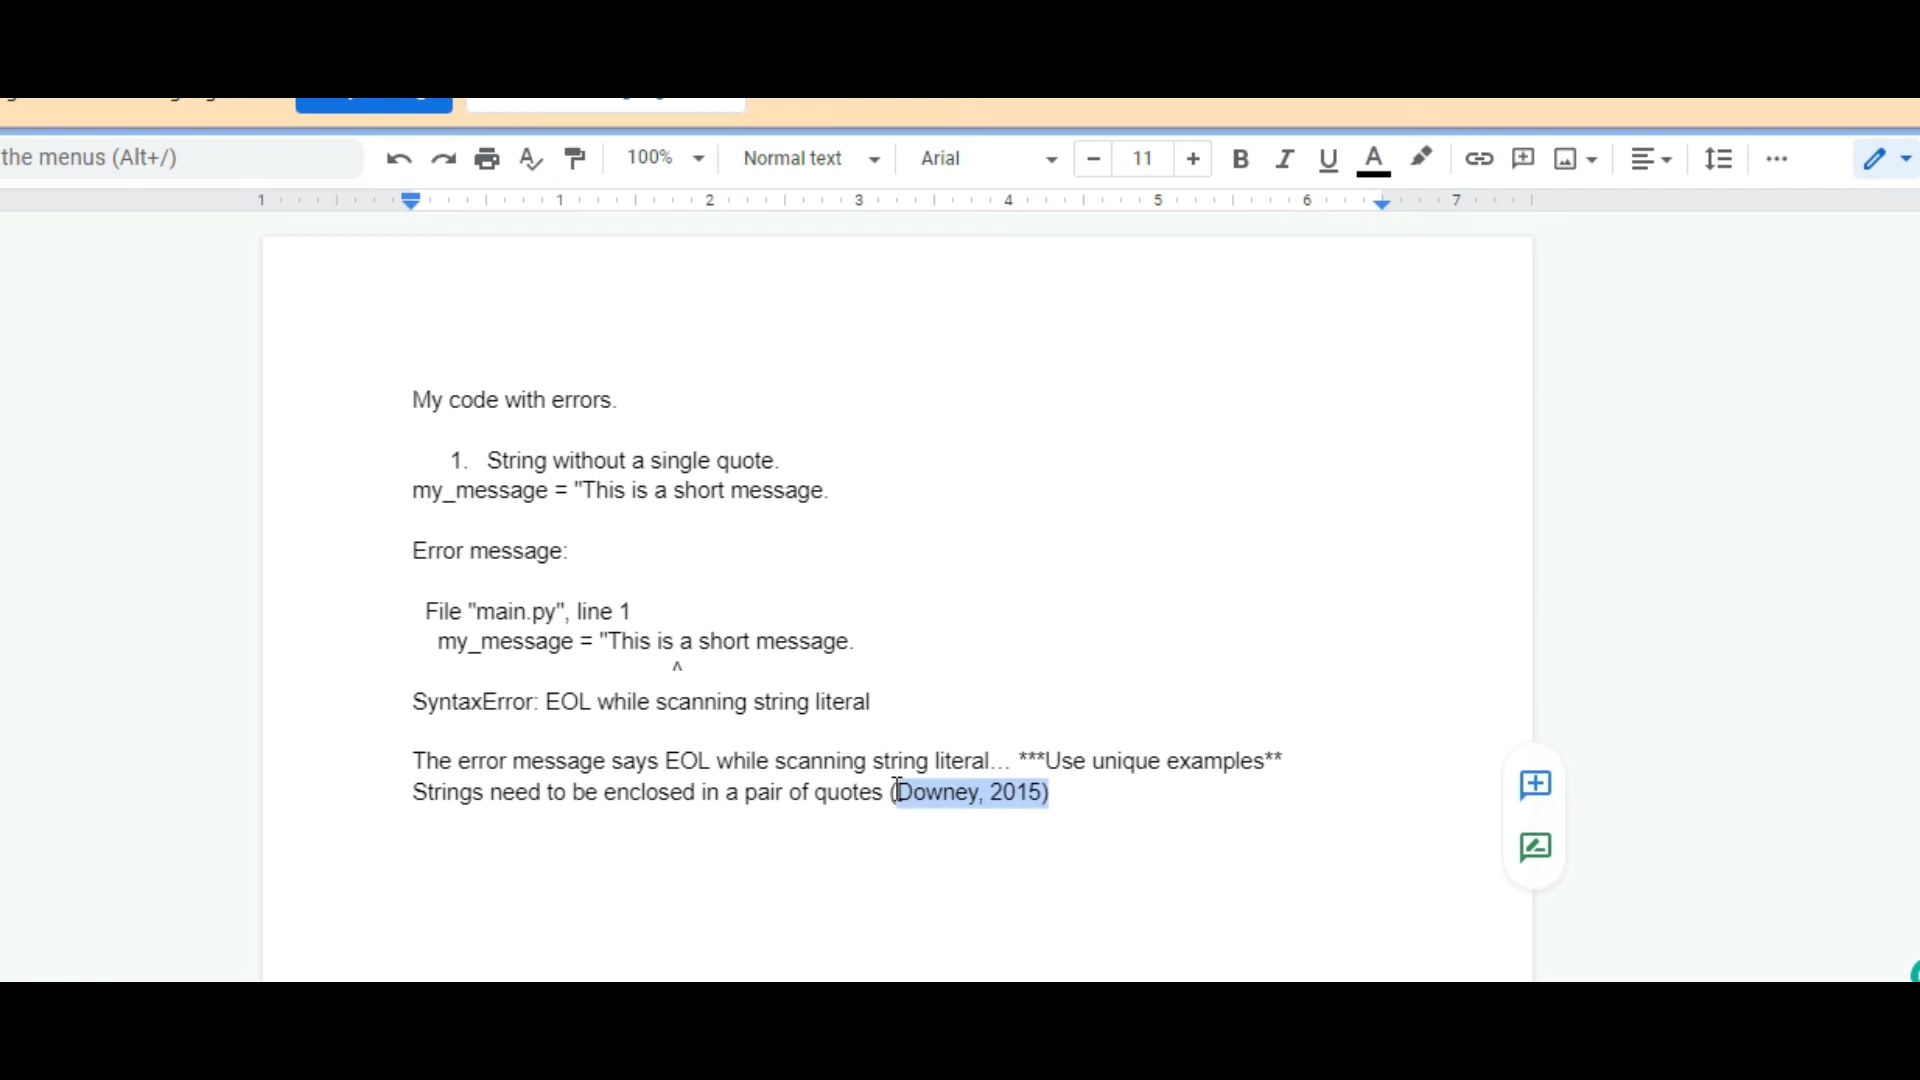 the menus (Alt+/)
100%
Normal text
Arial
− 11 +
B I U A
1 1 2 3 4 5 6 7
My code with errors.
1. String without a single quote.
my_message = "This is a short message.
Error message:
File "main.py", line 1
my_message = "This is a short message.
^
SyntaxError: EOL while scanning string literal
The error message says EOL while scanning string literal… ***Use unique examples**
Strings need to be enclosed in a pair of quotes (Downey, 2015)